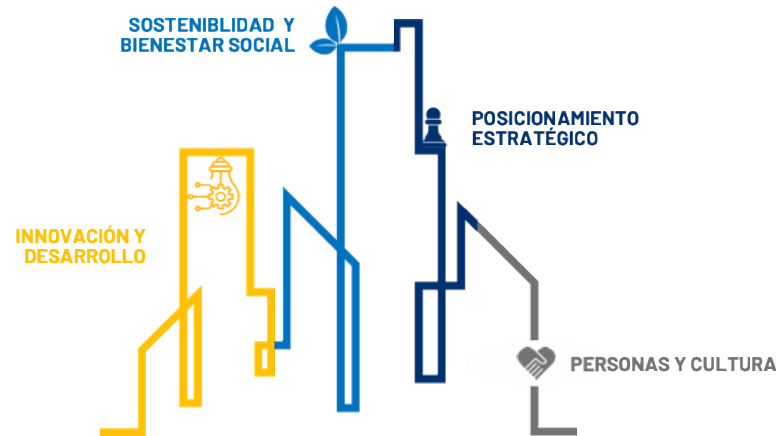 SOSTENIBLIDAD Y
BIENESTAR SOCIAL
POSICIONAMIENTO
ESTRATÉGICO
INNOVACIÓN Y
DESARROLLO
PERSONAS Y CULTURA